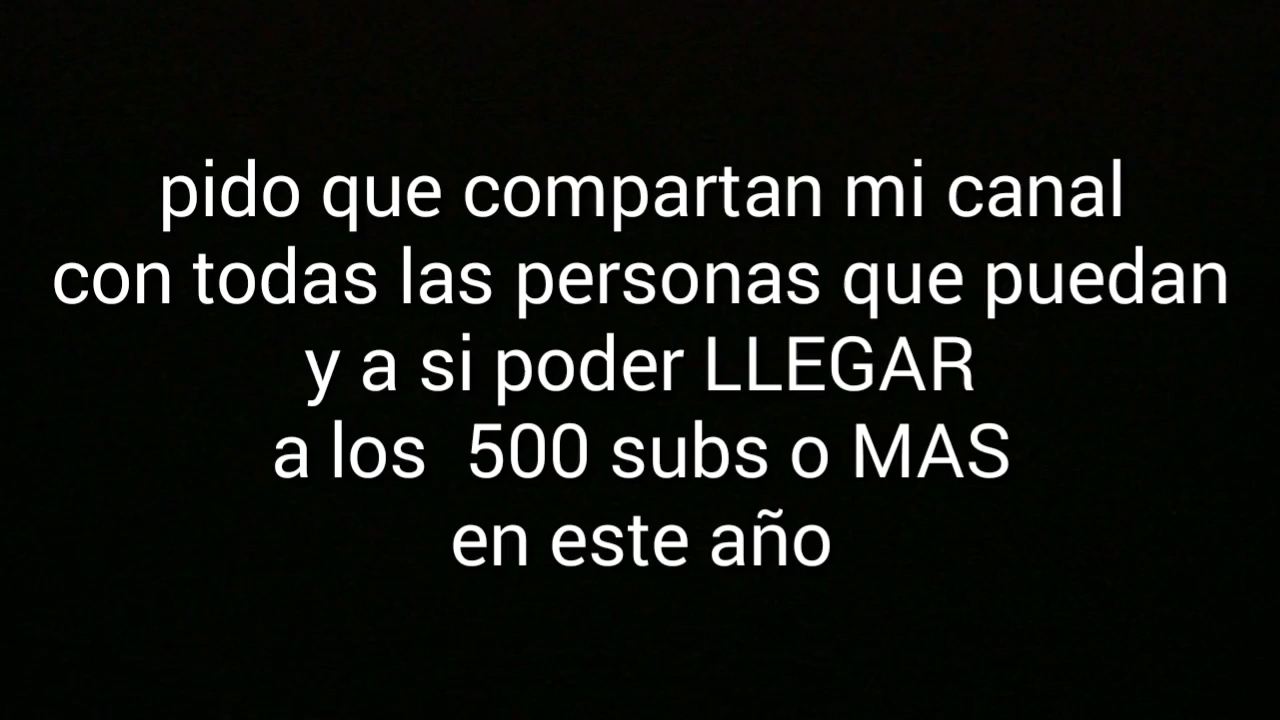 pido que compartan mi canal
con todas las personas que puedan
y a si poder LLEGAR
a los  500 subs o MAS
en este año